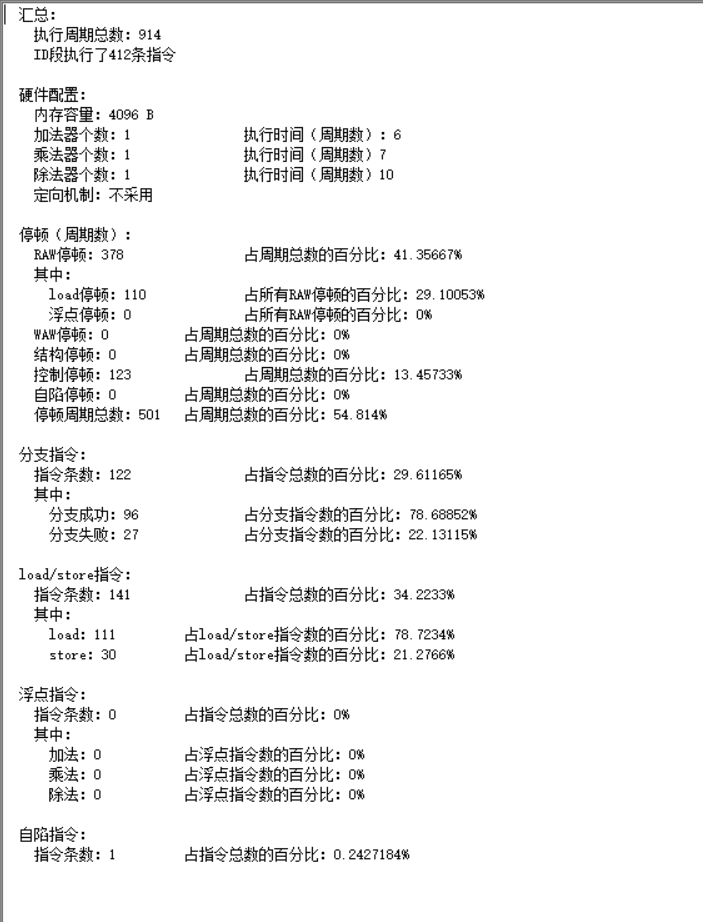 汇总：
执行周期总数：914
ID段执行了412条指令
硬件配置：
内存容量：4096 B
加法器个数：1 执行时间（周期数）：6
乘法器个数：1 执行时间（周期数）7
除法器个数：1 执行时间（周期数）10
定向机制：不采用
停顿（周期数）：
RAW停顿：378 占周期总数的百分比：41.35667%
其中：
load停顿：110 占所有RAW停顿的百分比：29.10053%
浮点停顿：0 占所有RAW停顿的百分比：0%
WAW停顿：0 占周期总数的百分比：0%
结构停顿：0 占周期总数的百分比：0%
控制停顿：123 占周期总数的百分比：13.45733%
自陷停顿：0 占周期总数的百分比：0%
停顿周期总数：501 占周期总数的百分比：54.814%
分支指令：
指令条数：122 占指令总数的百分比：29.61165%
其中：
分支成功：96 占分支指令数的百分比：78.68852%
分支失败：27 占分支指令数的百分比：22.13115%
load/store指令：
指令条数：141 占指令总数的百分比：34.2233%
其中：
load：111 占load/store指令数的百分比：78.7234%
store：30 占load/store指令数的百分比：21.2766%
浮点指令：
指令条数：0 占指令总数的百分比：0%
其中：
加法：0 占浮点指令数的百分比：0%
乘法：0 占浮点指令数的百分比：0%
除法：0 占浮点指令数的百分比：0%
自陷指令：
指令条数：1 占指令总数的百分比：0.2427184%